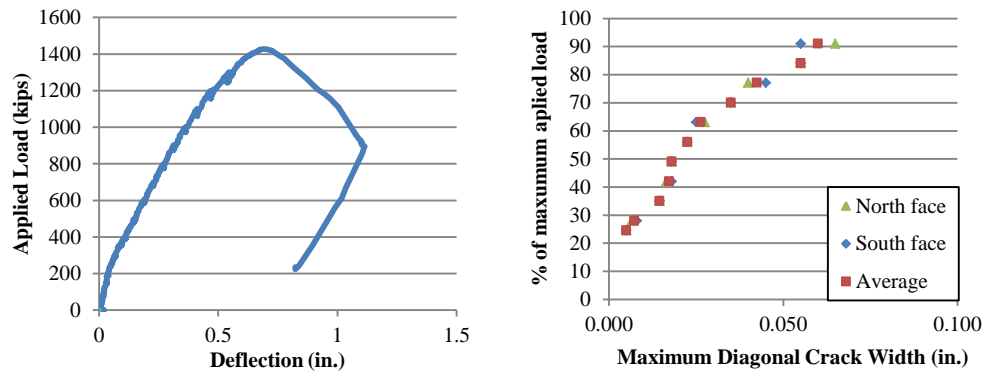 1600
1400
1200
1000
800
600
400
200
0
Applied Load (kips)
0 0.5 1 1.5
Deflection (in.)
100
90
80
70
60
50
40
30
20
10
0
% of maxumum aplied load
0.000 0.050 0.100
Maximum Diagonal Crack Width (in.)
North face
South face
Average